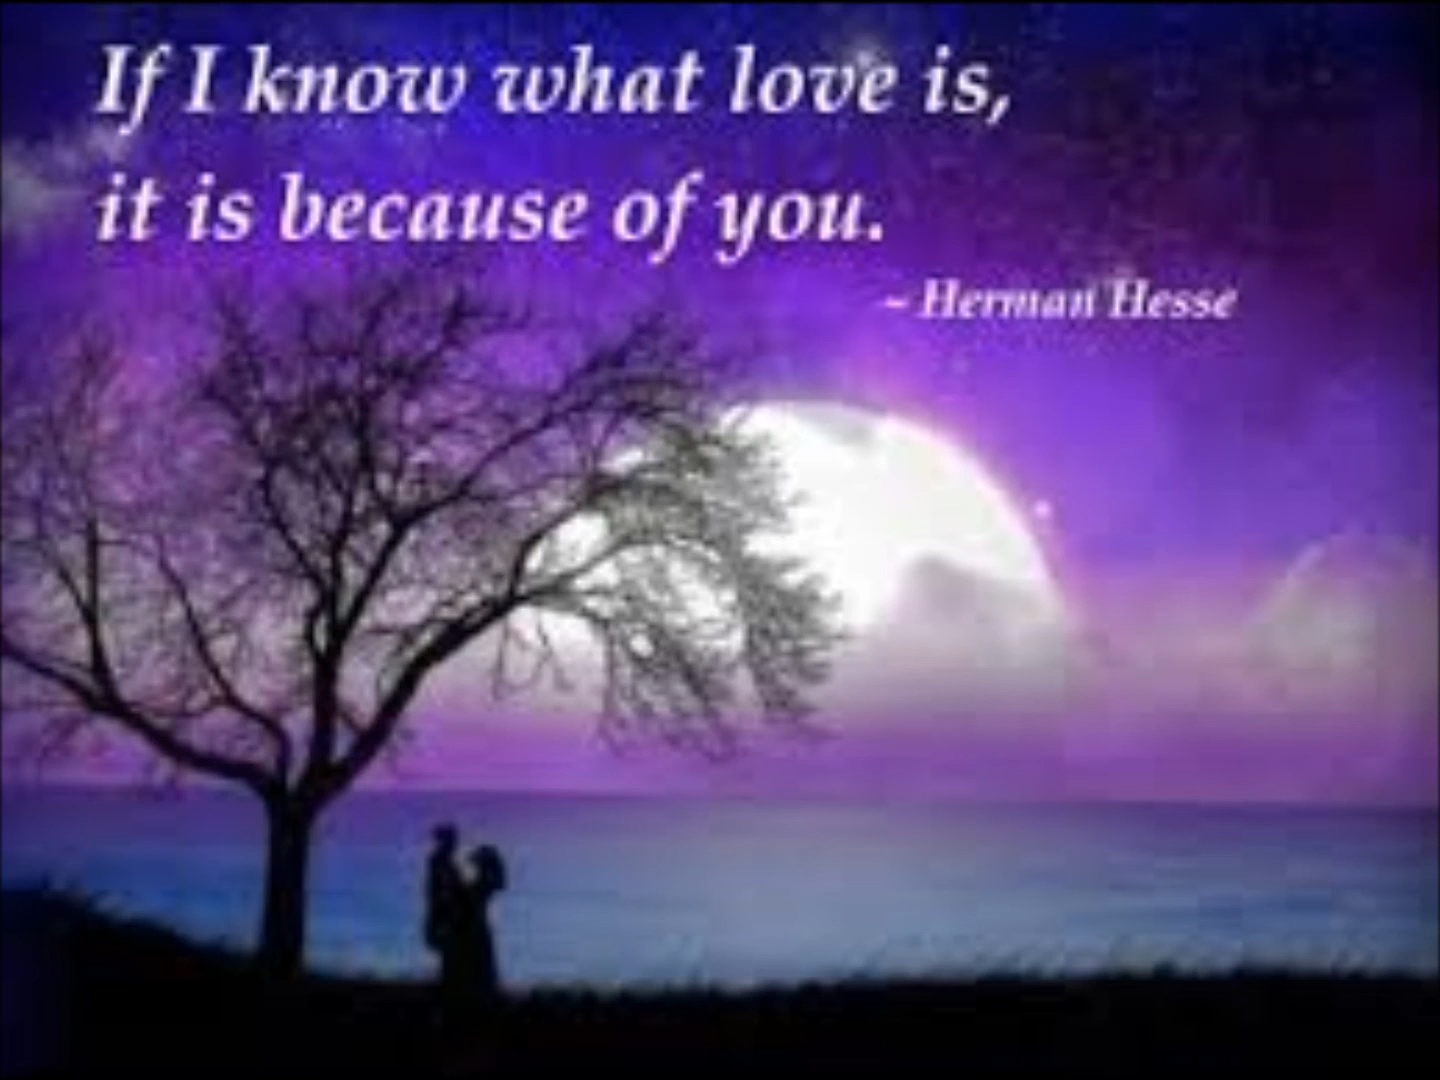 If I know what love is,
it is because of you.
~ Herman Hesse